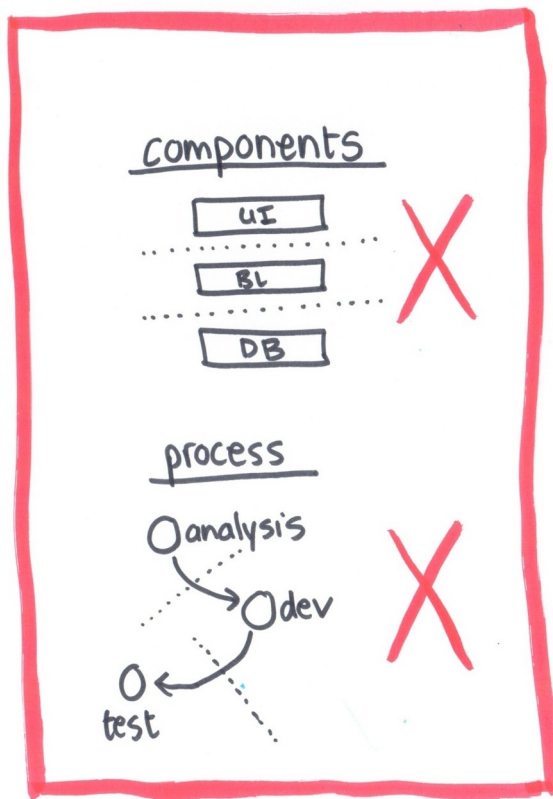 components
UI
BL
DB
process
analysis
dev
test